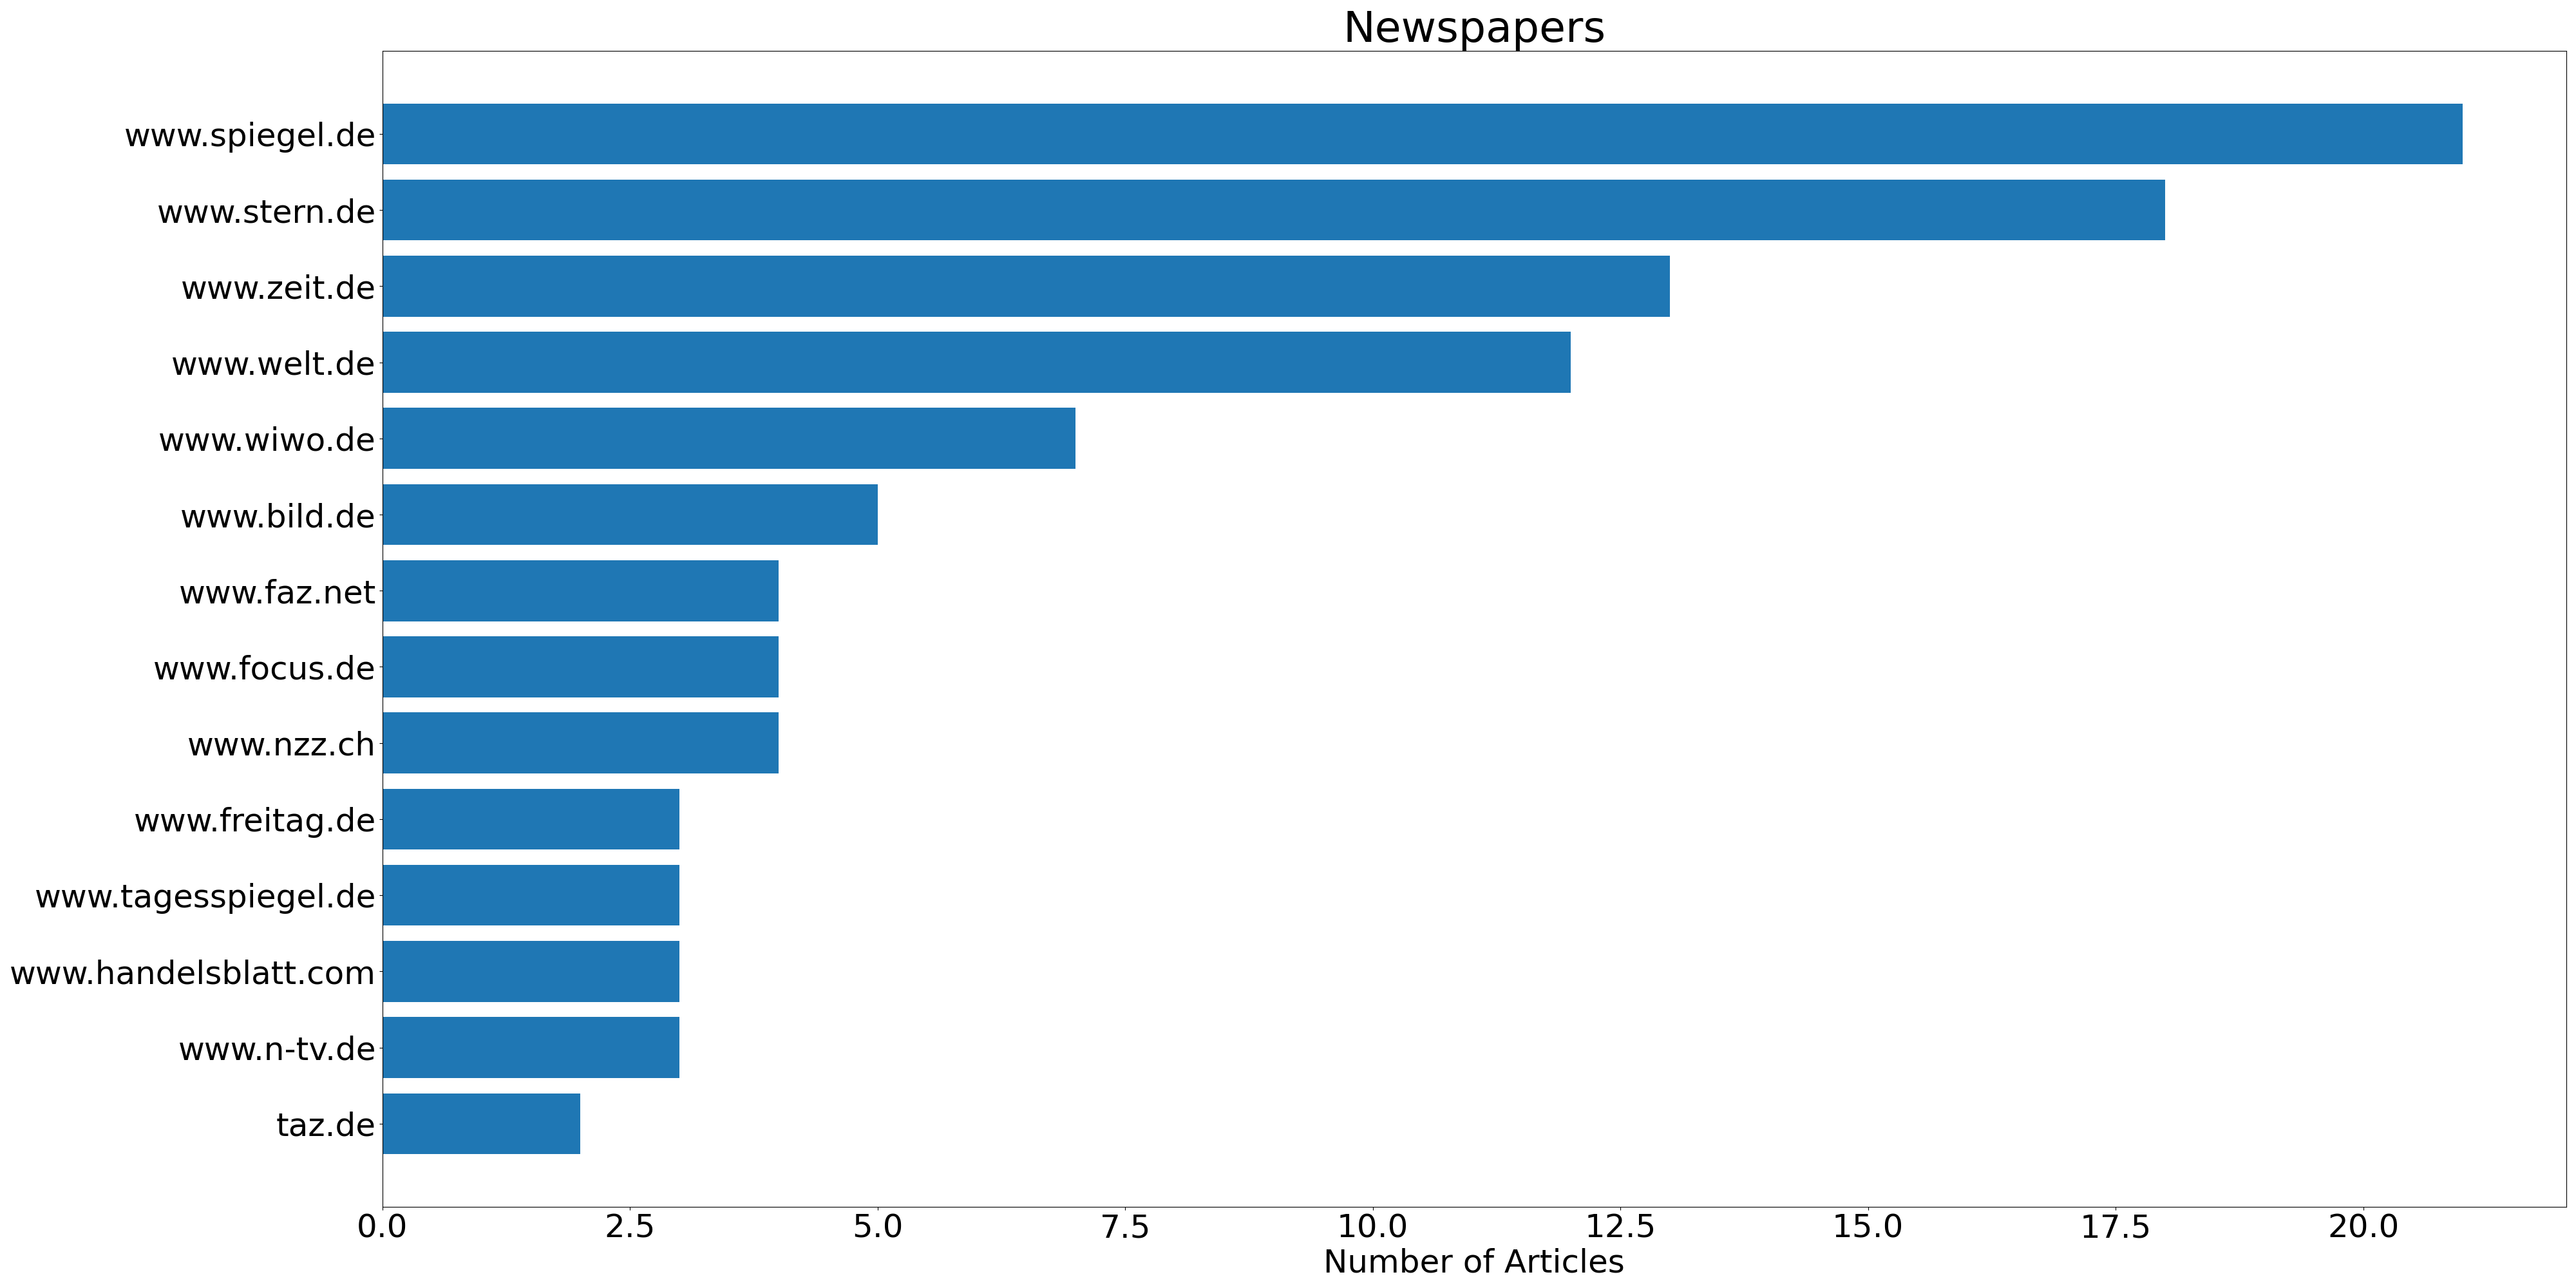 Newspapers
www.spiegel.de
www.stern.de
www.zeit.de
www.welt.de
www.wiwo.de
www.bild.de
www.faz.net
www.focus.de
www.nzz.ch
www.freitag.de
www.tagesspiegel.de
www.handelsblatt.com
www.n-tv.de
taz.de
0.0 2.5 5.0 7.5 10.0 12.5 15.0 17.5 20.0
Number of Articles